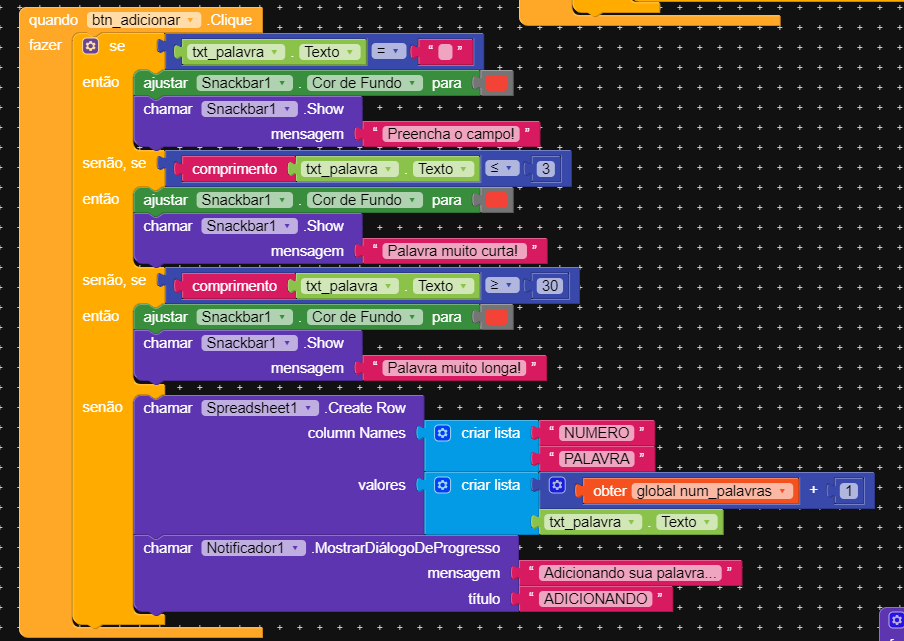 quando btn_adicionar .Clique
fazer se txt_palavra . Texto = “ ”
então ajustar Snackbar1 . Cor de Fundo para
chamar Snackbar1 .Show
mensagem “ Preencha o campo! ”
senão, se comprimento txt_palavra . Texto ≤ 3
então ajustar Snackbar1 . Cor de Fundo para
chamar Snackbar1 .Show
mensagem “ Palavra muito curta! ”
senão, se comprimento txt_palavra . Texto ≥ 30
então ajustar Snackbar1 . Cor de Fundo para
chamar Snackbar1 .Show
mensagem “ Palavra muito longa! ”
senão chamar Spreadsheet1 .Create Row
column Names criar lista “ NUMERO ”
“ PALAVRA ”
valores criar lista obter global num_palavras + 1
txt_palavra . Texto
chamar Notificador1 .MostrarDiálogoDeProgresso
mensagem “ Adicionando sua palavra... ”
título “ ADICIONANDO ”